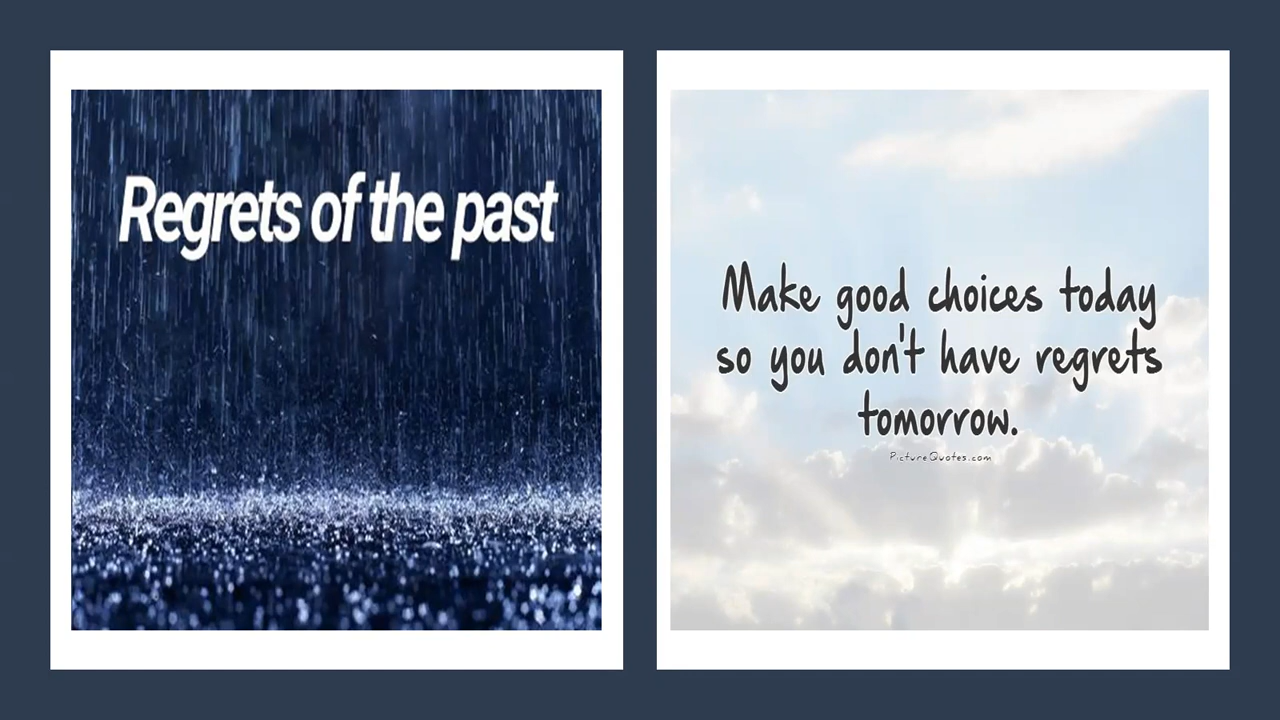 Regrets of the past
Make good choices today
so you don't have regrets
tomorrow.
PictureQuotes.com